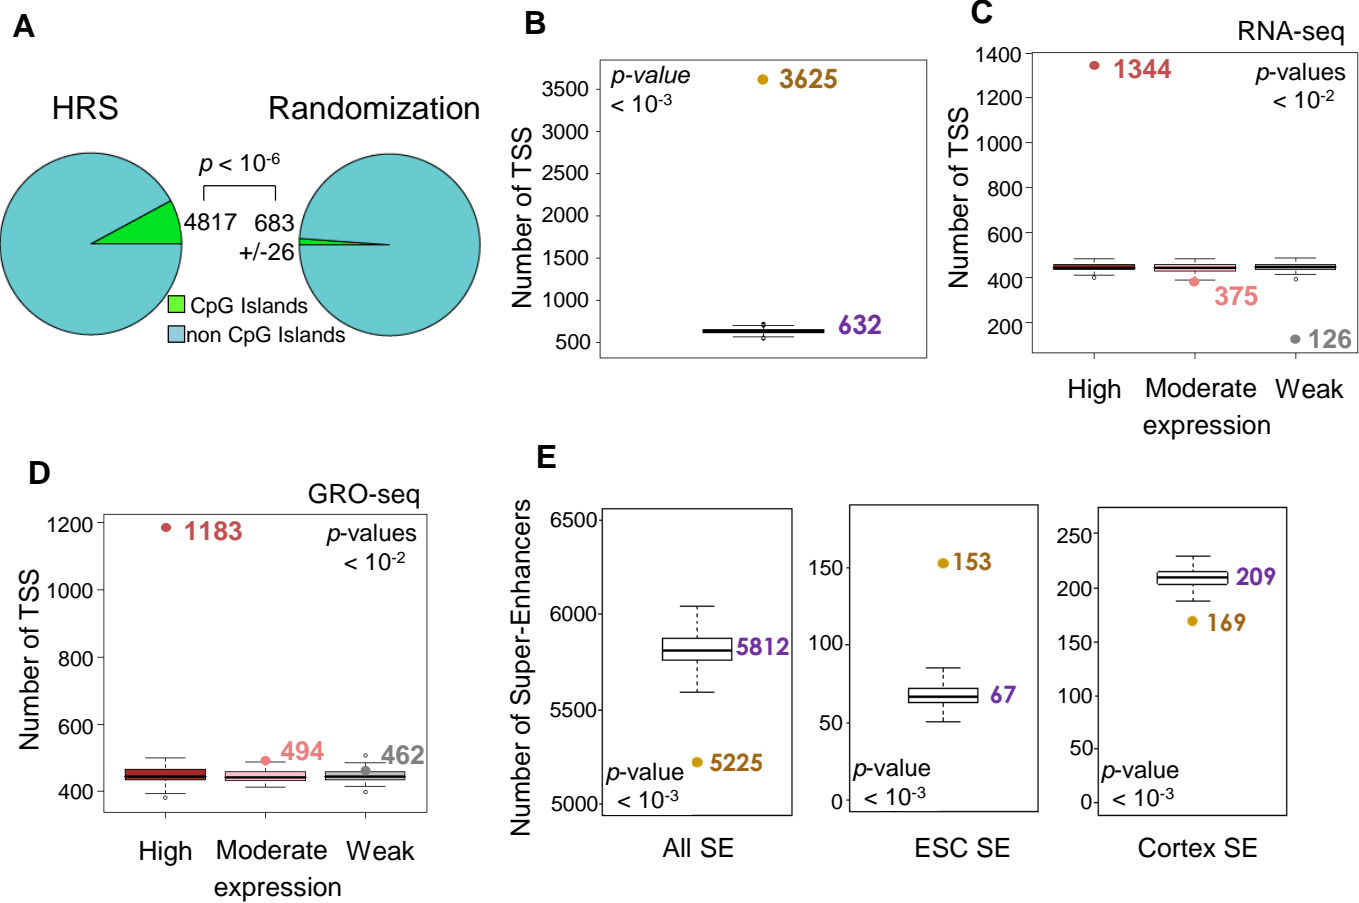 A
HRS
Randomization
p < 10-6
4817
683
+/-26
CpG Islands
non CpG Islands
B
p-value
< 10-3
3625
632
Number of TSS
3500
3000
2500
2000
1500
1000
500
C
RNA-seq
p-values
< 10-2
1344
375
126
Number of TSS
1400
1200
1000
800
600
400
200
High
Moderate
Weak
expression
D
GRO-seq
p-values
< 10-2
1183
494
462
Number of TSS
1200
1000
800
600
400
High
Moderate
Weak
expression
E
Number of Super-Enhancers
6500
6000
5500
5000
5812
5225
p-value
< 10-3
All SE
150
100
50
0
153
67
p-value
< 10-3
ESC SE
250
200
150
100
50
0
209
169
p-value
< 10-3
Cortex SE